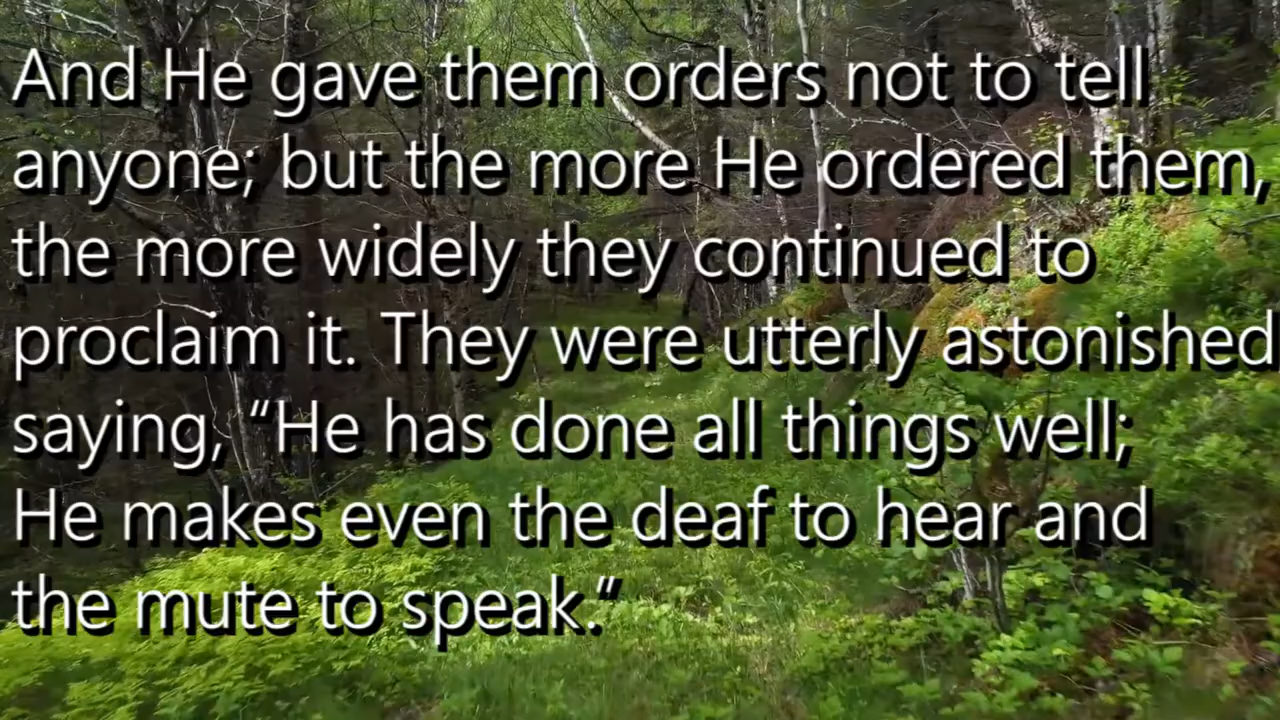 And He gave them orders not to tell
anyone; but the more He ordered them,
the more widely they continued to
proclaim it. They were utterly astonished
saying, “He has done all things well;
He makes even the deaf to hear and
the mute to speak.“